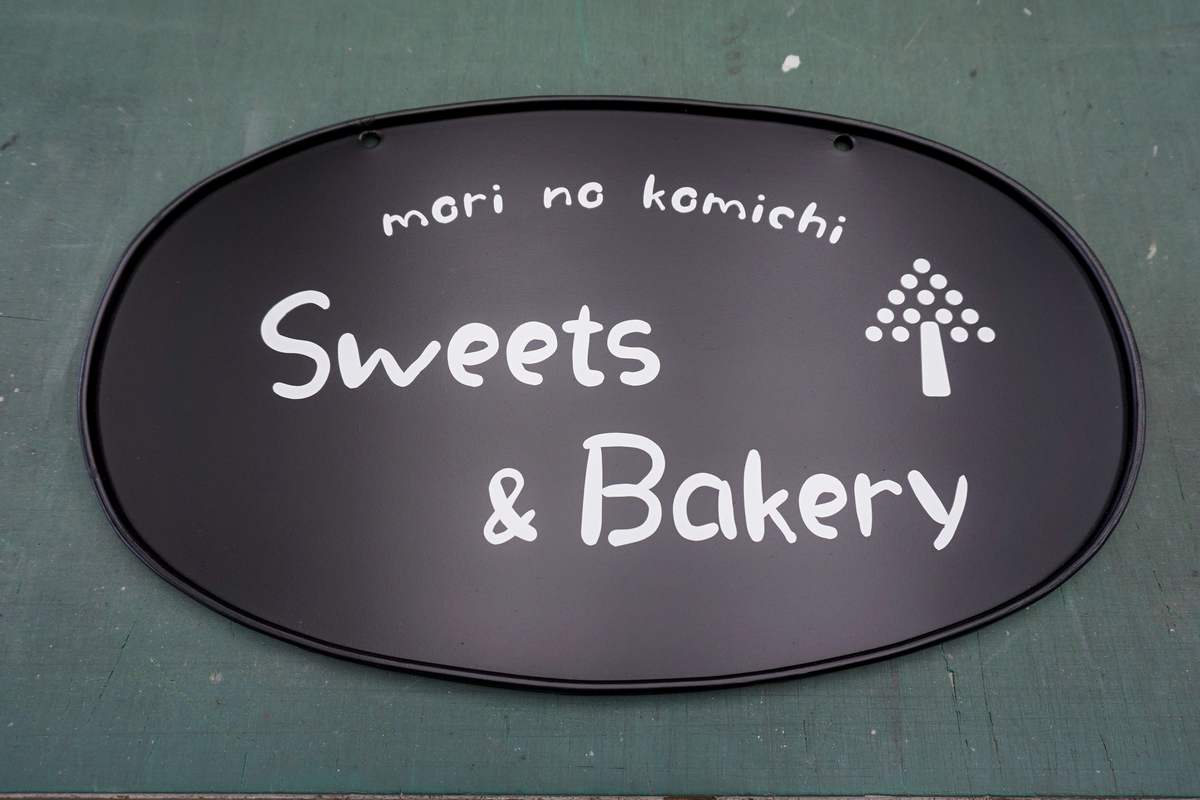 mori no komichi
Sweets
& Bakery